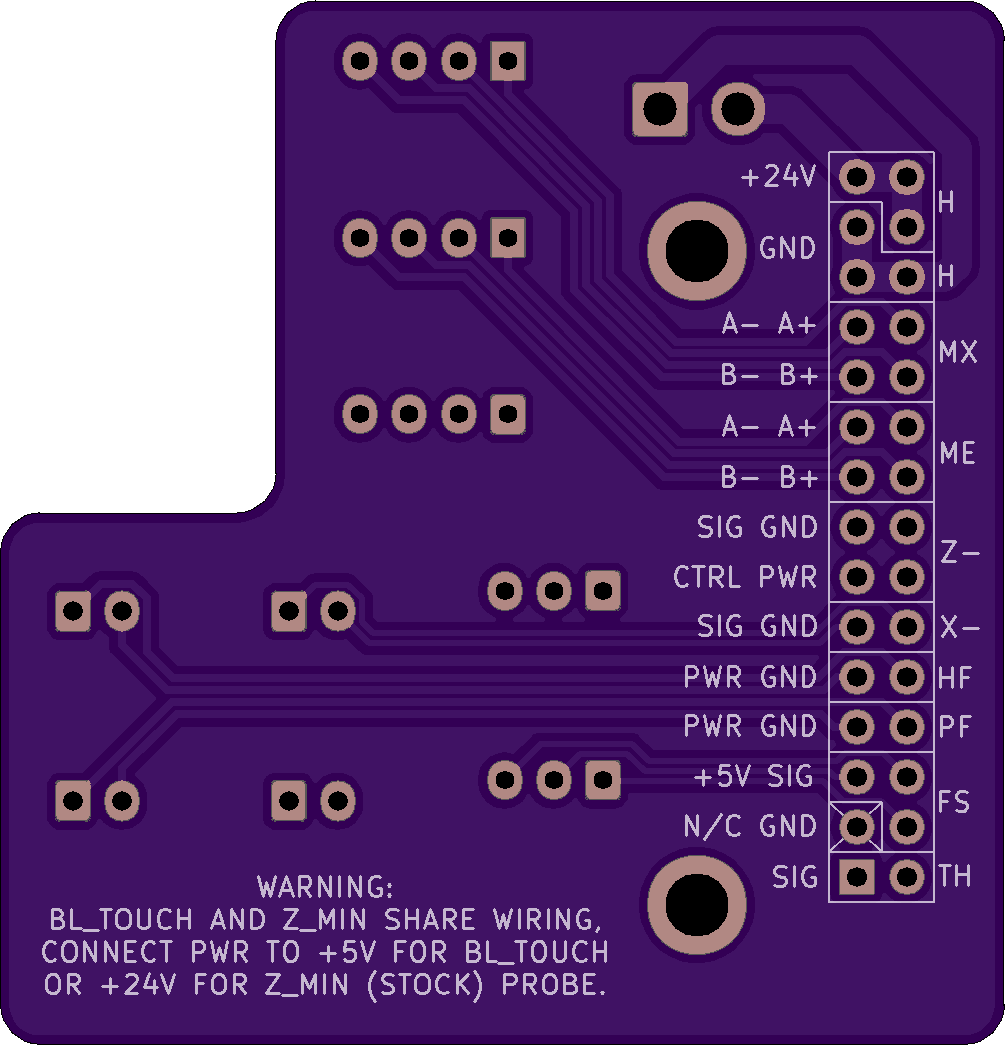 +24V
H
GND
H
A- A+
MX
B- B+
A- A+
ME
B- B+
SIG GND
Z-
CTRL PWR
SIG GND
X-
PWR GND
HF
PWR GND
PF
+5V SIG
FS
N/C GND
SIG
TH
WARNING:
BL_TOUCH AND Z_MIN SHARE WIRING,
CONNECT PWR TO +5V FOR BL_TOUCH
OR +24V FOR Z_MIN (STOCK) PROBE.